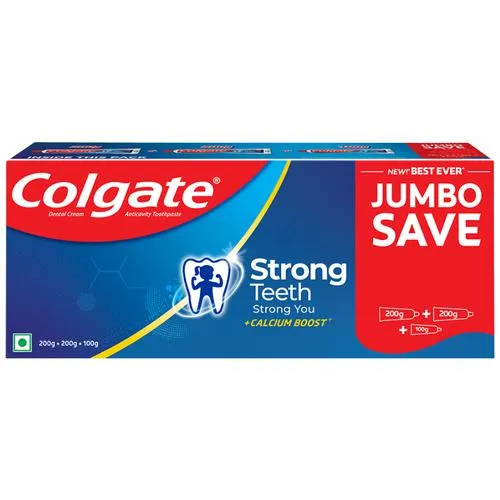 INSIDE THIS PACK
Colgate®
Dental Cream Anticavity Toothpaste
NEW! BEST EVER*
JUMBO
SAVE
Strong
Teeth
Strong You
+CALCIUM BOOST†
200g + 200g
+ 100g
200g + 200g + 100g